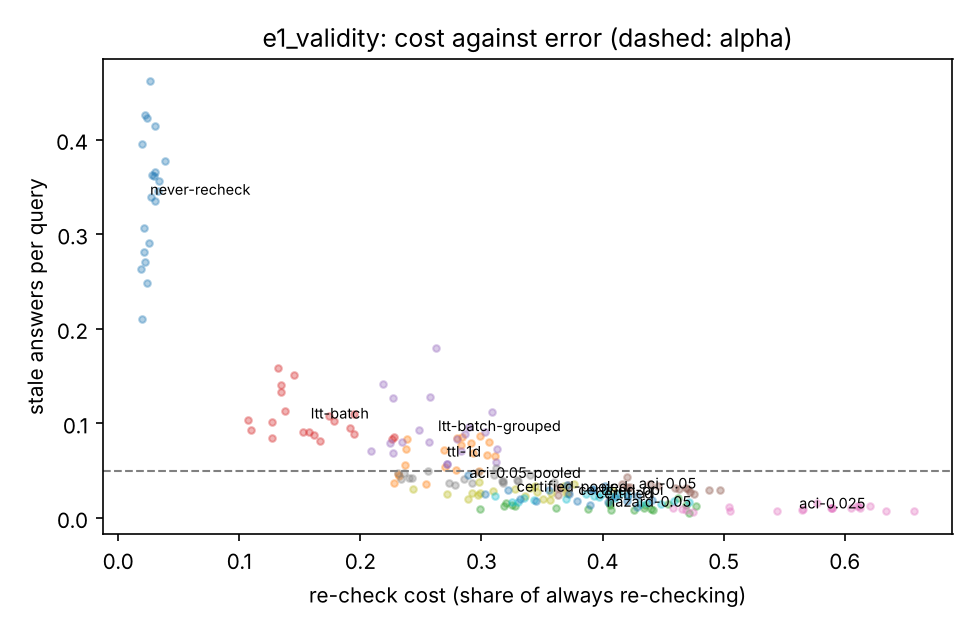 e1_validity: cost against error (dashed: alpha)
stale answers per query
0.4
0.3
0.2
0.1
0.0
never-recheck
ltt-batch
ltt-batch-grouped
ttl-1d
aci-0.05-pooled
aci-0.05
certified-pooled
certified
hazard-0.05
aci-0.025
0.0 0.1 0.2 0.3 0.4 0.5 0.6
re-check cost (share of always re-checking)